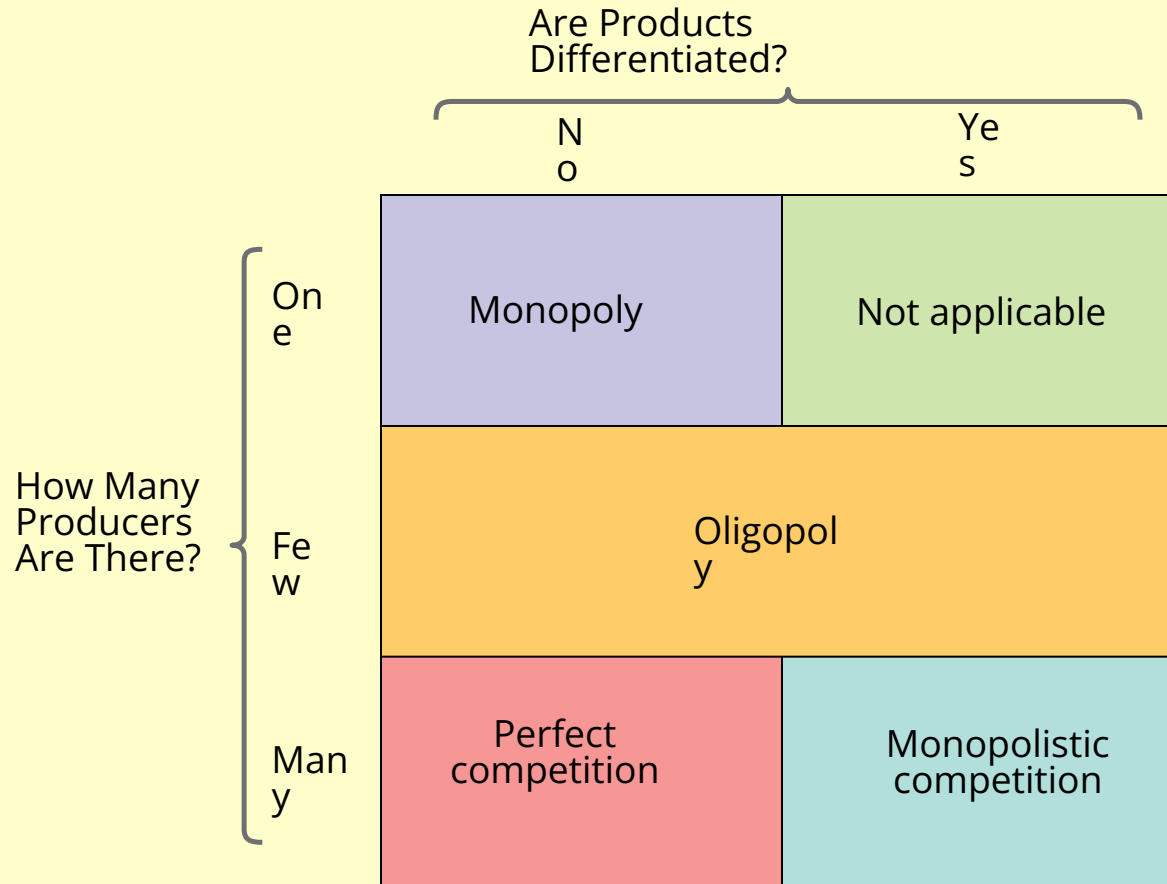 Are Products
Differentiated?
N
o
Ye
s
On
e
Monopoly
Not applicable
How Many
Producers
Are There?
Fe
w
Oligopol
y
Man
y
Perfect
competition
Monopolistic
competition